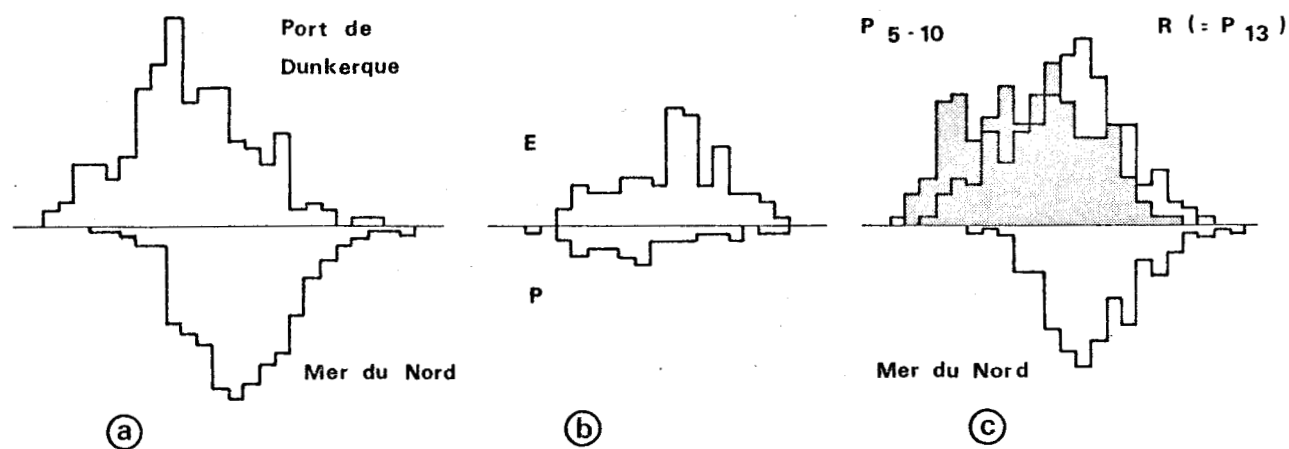 Port de
Dunkerque
Mer du Nord
a
E
P
b
P 5-10
R (= P 13)
Mer du Nord
c